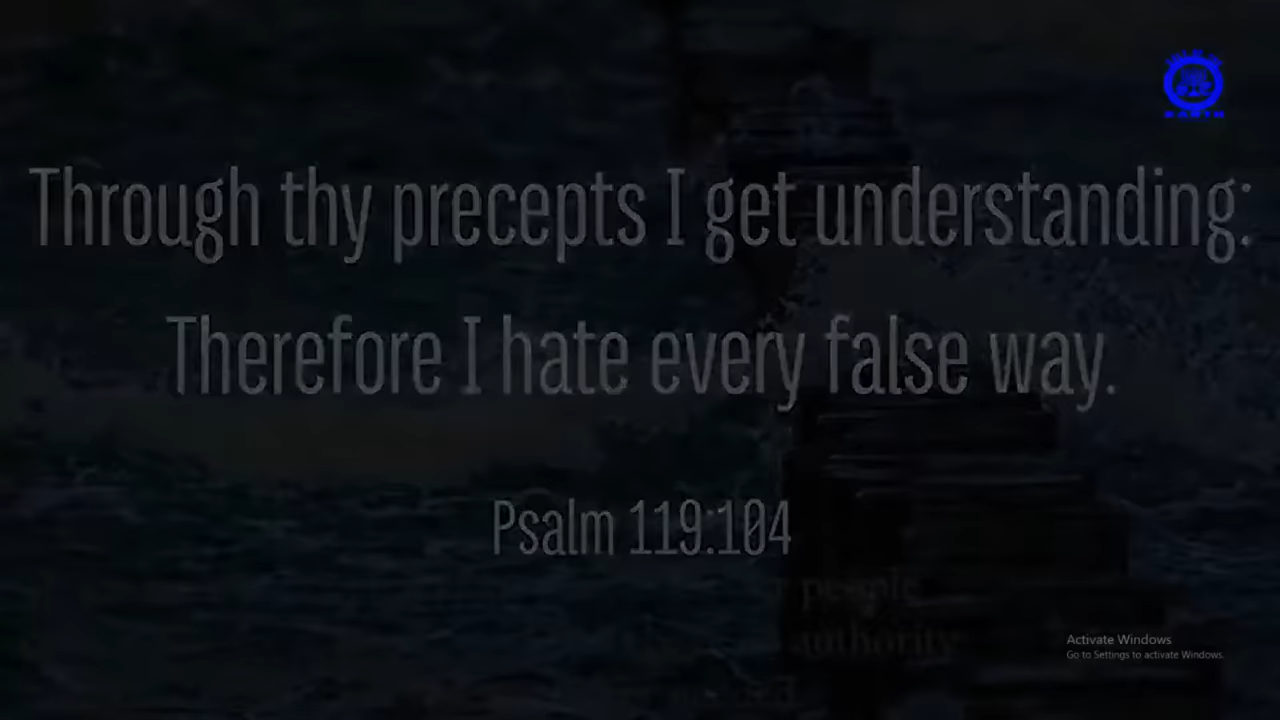 Through thy precepts I get understanding:
Therefore I hate every false way.
Psalm 119:104
people
authority
Activate Windows
Go to Settings to activate Windows.